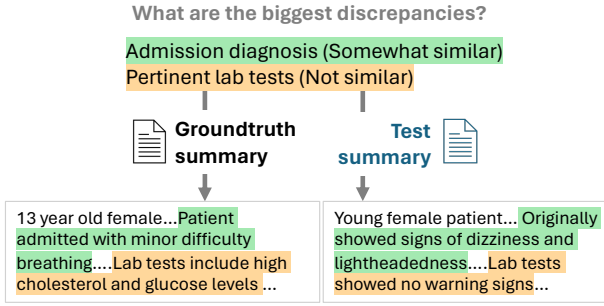 What are the biggest discrepancies?
Admission diagnosis (Somewhat similar)
Pertinent lab tests (Not similar)
Groundtruth
summary
Test
summary
13 year old female...Patient
admitted with minor difficulty
breathing....Lab tests include high
cholesterol and glucose levels ...
Young female patient... Originally
showed signs of dizziness and
lightheadedness....Lab tests
showed no warning signs...